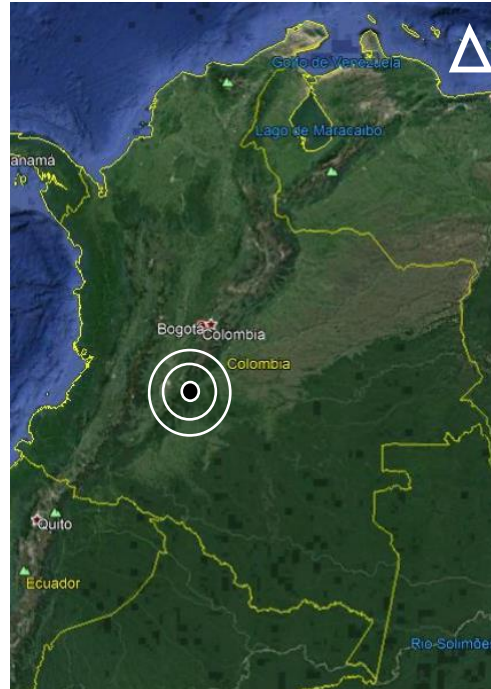 Golfo de Venezuela
Lago de Maracaibo
anamá
Bogotá
Colombia
Colombia
Quito
Ecuador
Rio Solimõe